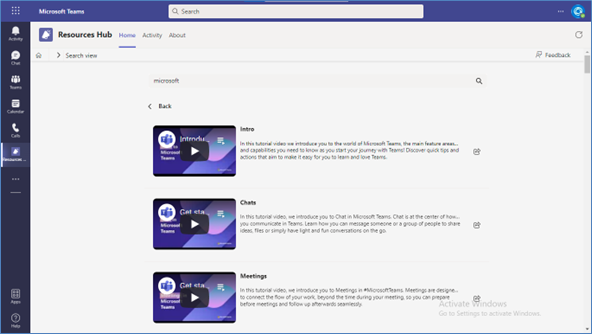 Microsoft Teams
Search
Activity
Chat
Teams
Calendar
Calls
Resources ...
Apps
Help
Resources Hub
Home
Activity
About
Search view
Feedback
microsoft
Back
Introdu
to Microsoft
Teams
Intro
In this tutorial video, we introduce you to the world of Microsoft Teams, the main feature areas...
and capabilities you need to know as you start your journey with Teams! Discover quick tips and
actions that aim to make it easy for you to learn and love Teams.
Get sta
Microsoft
Teams
Chats
In this tutorial video, we introduce you to Chat in Microsoft Teams. Chat is at the center of how...
you communicate in Teams. Learn how you can message someone or a group of people to share
ideas, files or simply have light and fun conversations on the go.
Get sta
to Microsoft
Teams
Meetings
In this tutorial video, we introduce you to Meetings in #MicrosoftTeams. Meetings are designe...
to connect the flow of your work, beyond the time during your meeting, so you can prepare
before meetings and follow up afterwards seamlessly.
Activate Windows
Go to Settings to activate Windows.